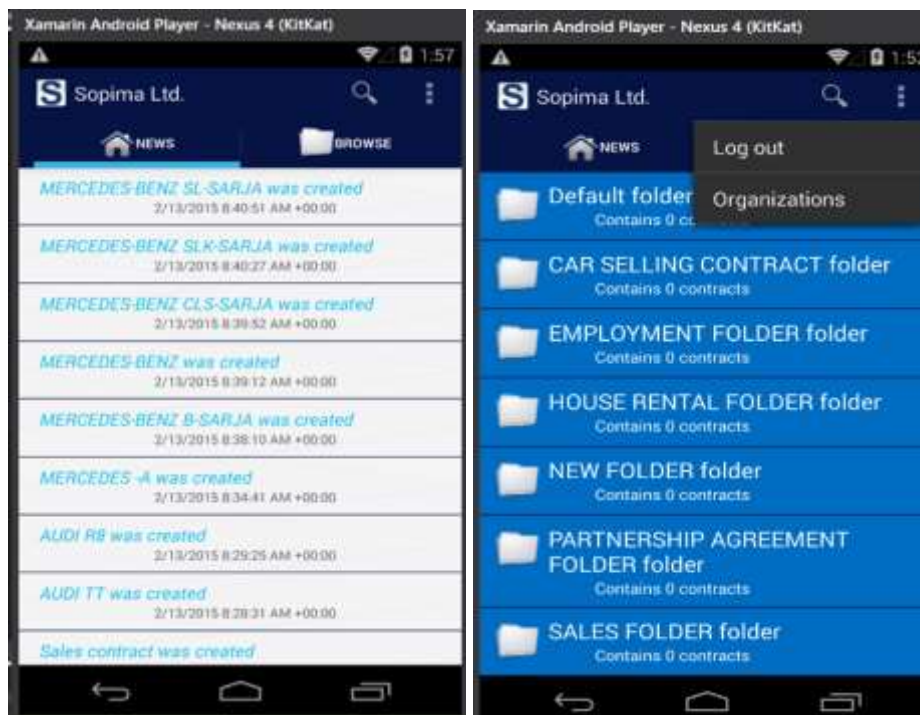 Xamarin Android Player - Nexus 4 (KitKat)
1:57
S Sopima Ltd.
NEWS
BROWSE
MERCEDES-BENZ SL-SARJA was created
2/13/2015 8:40:51 AM +00:00
MERCEDES-BENZ SLK-SARJA was created
2/13/2015 8:40:27 AM +00:00
MERCEDES-BENZ CLS-SARJA was created
2/13/2015 8:39:52 AM +00:00
MERCEDES-BENZ was created
2/13/2015 8:39:12 AM +00:00
MERCEDES-BENZ B-SARJA was created
2/13/2015 8:38:10 AM +00:00
MERCEDES -A was created
2/13/2015 8:34:41 AM +00:00
AUDI R8 was created
2/13/2015 8:29:25 AM +00:00
AUDI TT was created
2/13/2015 8:28:31 AM +00:00
Sales contract was created
Xamarin Android Player - Nexus 4 (KitKat)
S Sopima Ltd.
NEWS
Log out
Organizations
Default folder
Contains 0
CAR SELLING CONTRACT folder
Contains 0 contracts
EMPLOYMENT FOLDER folder
Contains 0 contracts
HOUSE RENTAL FOLDER folder
Contains 0 contracts
NEW FOLDER folder
Contains 0 contracts
PARTNERSHIP AGREEMENT
FOLDER folder
Contains 0 contracts
SALES FOLDER folder
Contains 0 contracts